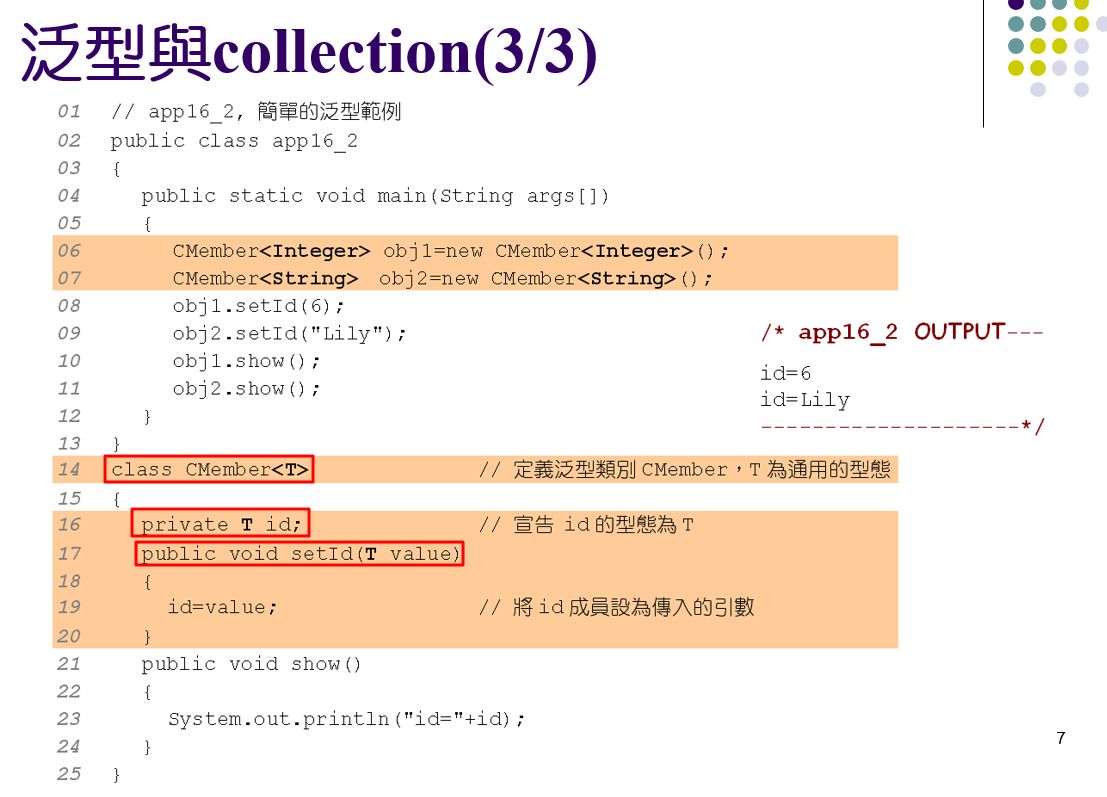 泛型與collection(3/3)
01 // app16_2, 簡單的泛型範例
02 public class app16_2
03 {
04 public static void main(String args[])
05 {
06 CMember<Integer> obj1=new CMember<Integer>();
07 CMember<String> obj2=new CMember<String>();
08 obj1.setId(6);
09 obj2.setId("Lily");
10 obj1.show();
11 obj2.show();
12 }
13 }
14 class CMember<T> // 定義泛型類別 CMember，T 為通用的型態
15 {
16 private T id; // 宣告 id 的型態為 T
17 public void setId(T value)
18 {
19 id=value; // 將 id 成員設為傳入的引數
20 }
21 public void show()
22 {
23 System.out.println("id="+id);
24 }
25 }
/* app16_2 OUTPUT---
id=6
id=Lily
--------------------*/
7